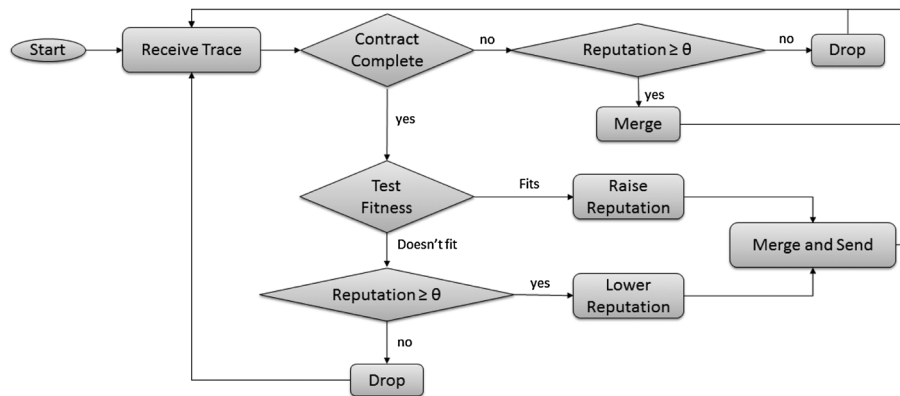 Start
Receive Trace
Contract
Complete
no
Reputation ≥ θ
no
Drop
yes
Merge
yes
Test
Fitness
Fits
Raise
Reputation
Merge and Send
Doesn't fit
Reputation ≥ θ
yes
Lower
Reputation
no
Drop